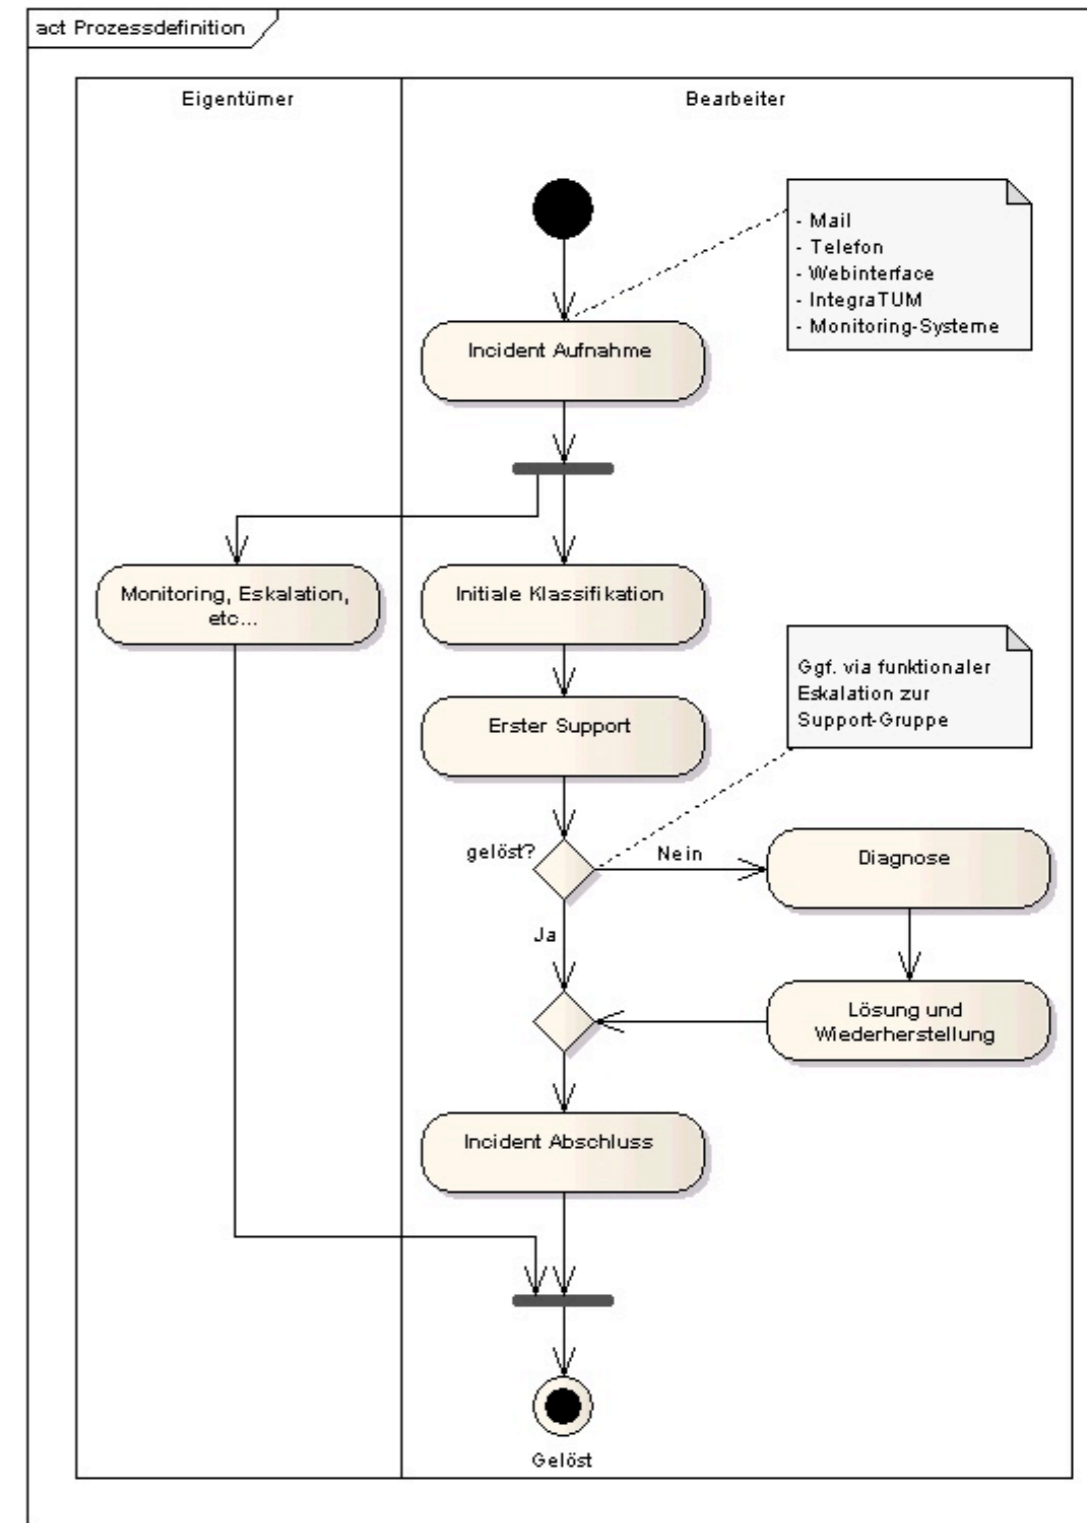 act Prozessdefinition
Eigentümer
Bearbeiter
- Mail
- Telefon
- Webinterface
- IntegraTUM
- Monitoring-Systeme
Incident Aufnahme
Monitoring, Eskalation,
etc...
Initiale Klassifikation
Ggf. via funktionaler
Eskalation zur
Support-Gruppe
Erster Support
gelöst?
Nein
Diagnose
Ja
Lösung und
Wiederherstellung
Incident Abschluss
Gelöst